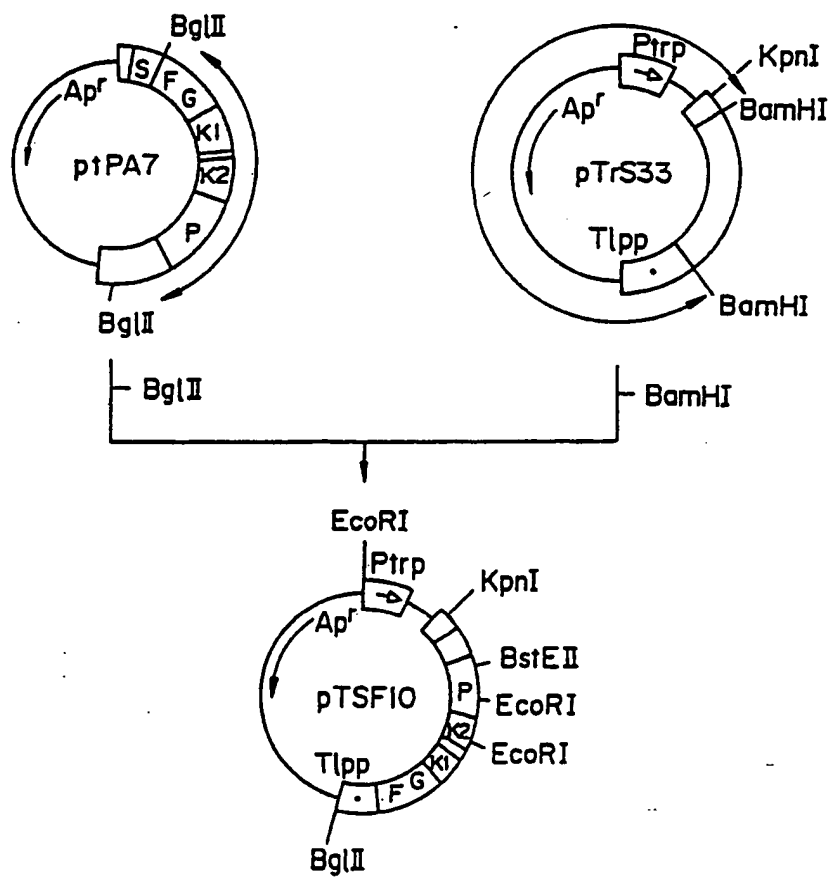 BglII
S
F
G
K1
K2
P
Apr
ptPA7
BglII
Ptrp
KpnI
BamHI
Apr
pTrS33
Tlpp
BamHI
BglII
BamHI
EcoRI
Ptrp
KpnI
Apr
BstEII
pTSF10
P
EcoRI
K2
EcoRI
K1
Tlpp
F
G
BglII